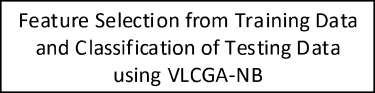 Feature Selection from Training Data
and Classification of Testing Data
using VLCGA-NB